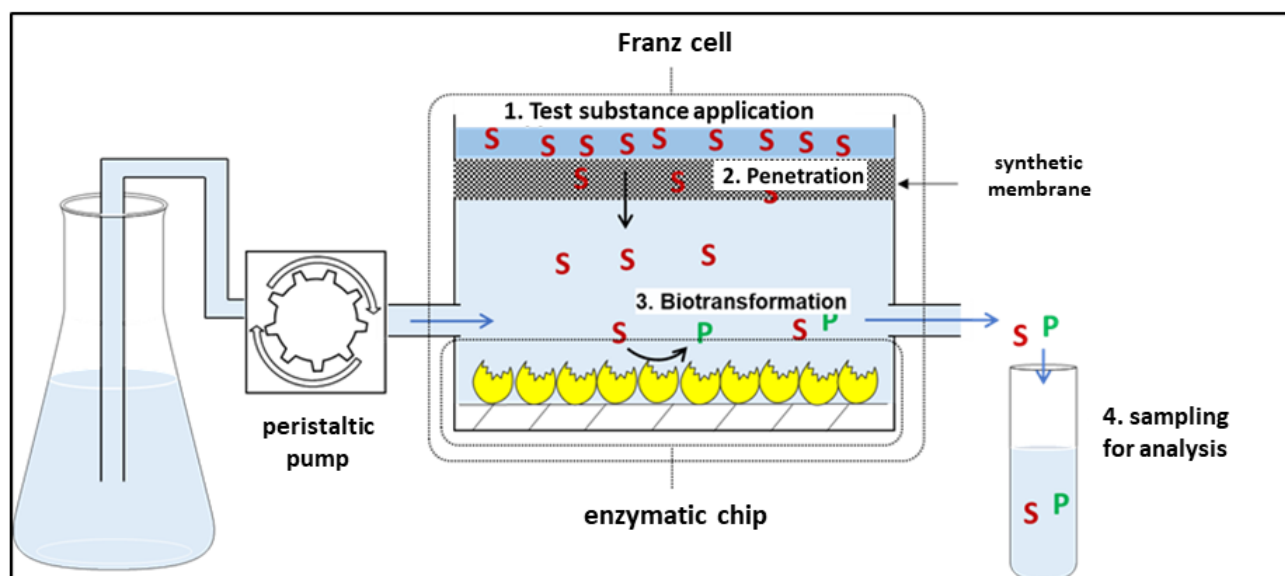 Franz cell
1. Test substance application
S S S S S S S S S
2. Penetration
S S S
synthetic
membrane
S S S
3. Biotransformation
S P S P
S P
peristaltic
pump
4. sampling
for analysis
S P
enzymatic chip